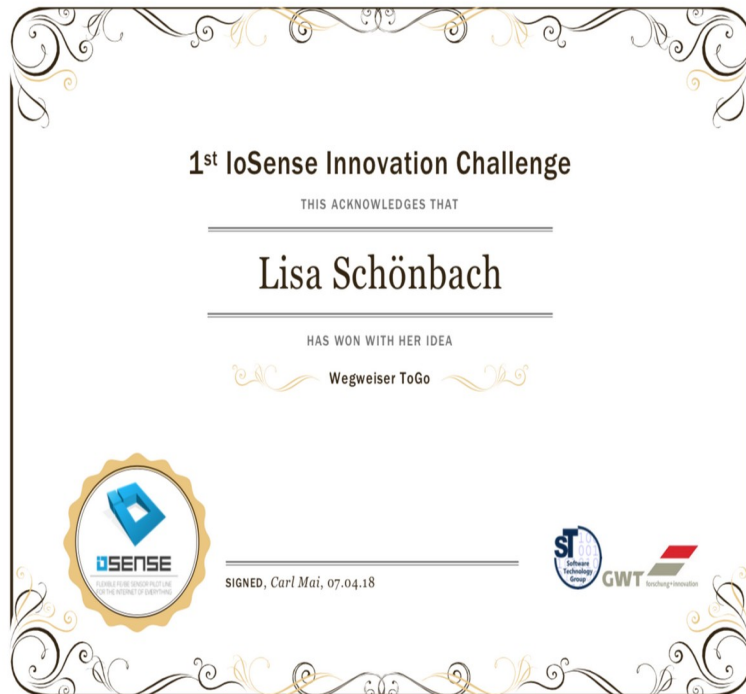 1st IoSense Innovation Challenge
THIS ACKNOWLEDGES THAT
Lisa Schönbach
HAS WON WITH HER IDEA
Wegweiser ToGo
IOSENSE
FLEXIBLE FE/BE SENSOR PILOT LINE
FOR THE INTERNET OF EVERYTHING
SIGNED, Carl Mai, 07.04.18
ST
Software
Technology
Group
GWT
forschung+innovation